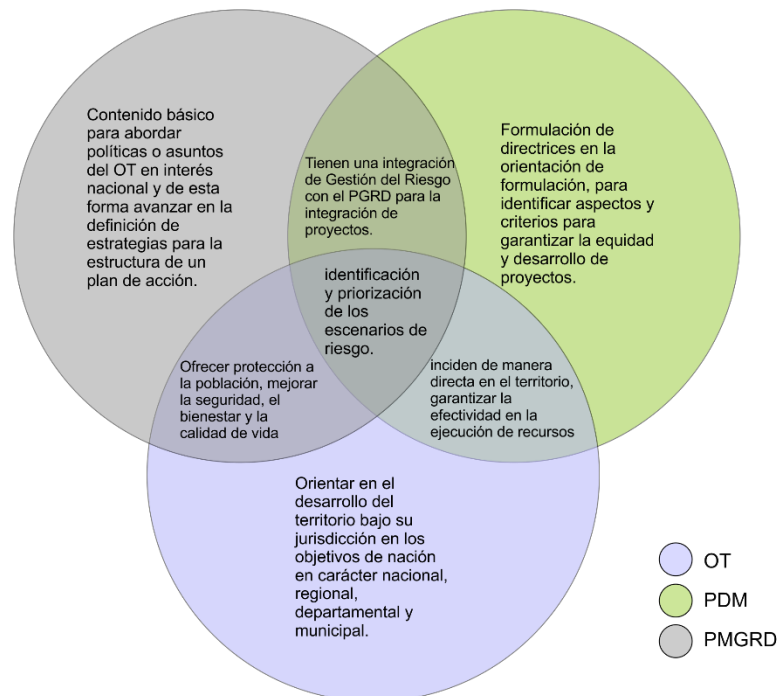 Contenido básico
para abordar
políticas o asuntos
del OT en interés
nacional y de esta
forma avanzar en la
definición de
estrategias para la
estructura de un
plan de acción.
Tienen una integración
de Gestión del Riesgo
con el PGRD para la
integración de
proyectos.
Formulación de
directrices en la
orientación de
formulación, para
identificar aspectos y
criterios para
garantizar la equidad
y desarrollo de
proyectos.
identificación
y priorización
de los
escenarios de
riesgo.
Ofrecer protección a
la población, mejorar
la seguridad, el
bienestar y la
calidad de vida
inciden de manera
directa en el territorio,
garantizar la
efectividad en la
ejecución de recursos
Orientar en el
desarrollo del
territorio bajo su
jurisdicción en los
objetivos de nación
en carácter nacional,
regional,
departamental y
municipal.
OT
PDM
PMGRD